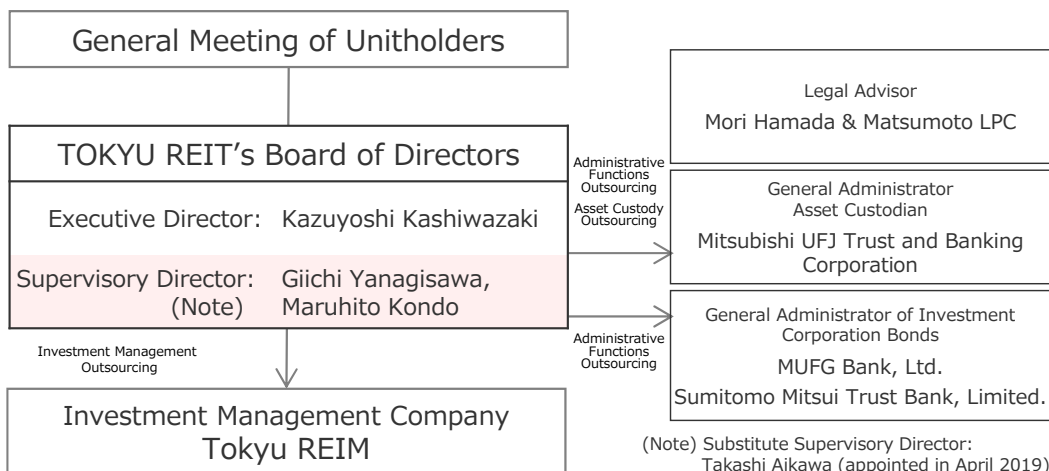 General Meeting of Unitholders
TOKYU REIT's Board of Directors
Executive Director: Kazuyoshi Kashiwazaki
Supervisory Director: Giichi Yanagisawa,
(Note) Maruhito Kondo
Investment Management
Outsourcing
Investment Management Company
Tokyu REIM
Administrative
Functions
Outsourcing
Asset Custody
Outsourcing
Administrative
Functions
Outsourcing
Legal Advisor
Mori Hamada & Matsumoto LPC
General Administrator
Asset Custodian
Mitsubishi UFJ Trust and Banking
Corporation
General Administrator of Investment
Corporation Bonds
MUFG Bank, Ltd.
Sumitomo Mitsui Trust Bank, Limited.
(Note) Substitute Supervisory Director:
Takashi Aikawa (appointed in April 2019)